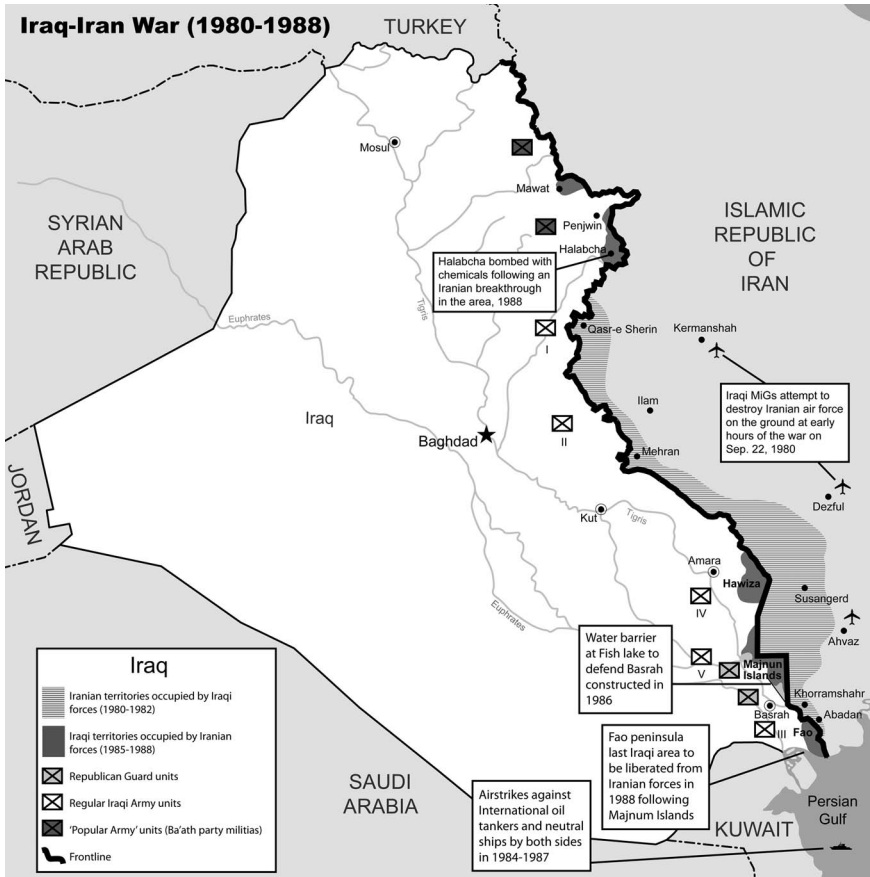 Iraq-Iran War (1980-1988)
TURKEY
Mosul
Mawat
SYRIAN
ARAB
REPUBLIC
Penjwin
ISLAMIC
REPUBLIC
OF
IRAN
Halabcha
Halabcha bombed with
chemicals following an
Iranian breakthrough
in the area, 1988
Euphrates
Tigris
I
Qasr-e Sherin
Kermanshah
Iraqi MiGs attempt to
destroy Iranian air force
on the ground at early
hours of the war on
Sep. 22, 1980
Ilam
Iraq
Baghdad
II
Mehran
JORDAN
Dezful
Kut
Tigris
Amara
Hawiza
Susangerd
Euphrates
IV
Ahvaz
Water barrier
at Fish lake to
defend Basrah
constructed in
1986
V
Majnun
Islands
Khorramshahr
Basrah
Abadan
III
Fao
Fao peninsula
last Iraqi area to
be liberated from
Iranian forces in
1988 following
Majnum Islands
SAUDI
ARABIA
Airstrikes against
International oil
tankers and neutral
ships by both sides
in 1984-1987
KUWAIT
Persian
Gulf
Iraq
Iranian territories occupied by Iraqi
forces (1980-1982)
Iraqi territories occupied by Iranian
forces (1985-1988)
Republican Guard units
Regular Iraqi Army units
'Popular Army' units (Ba'ath party militias)
Frontline